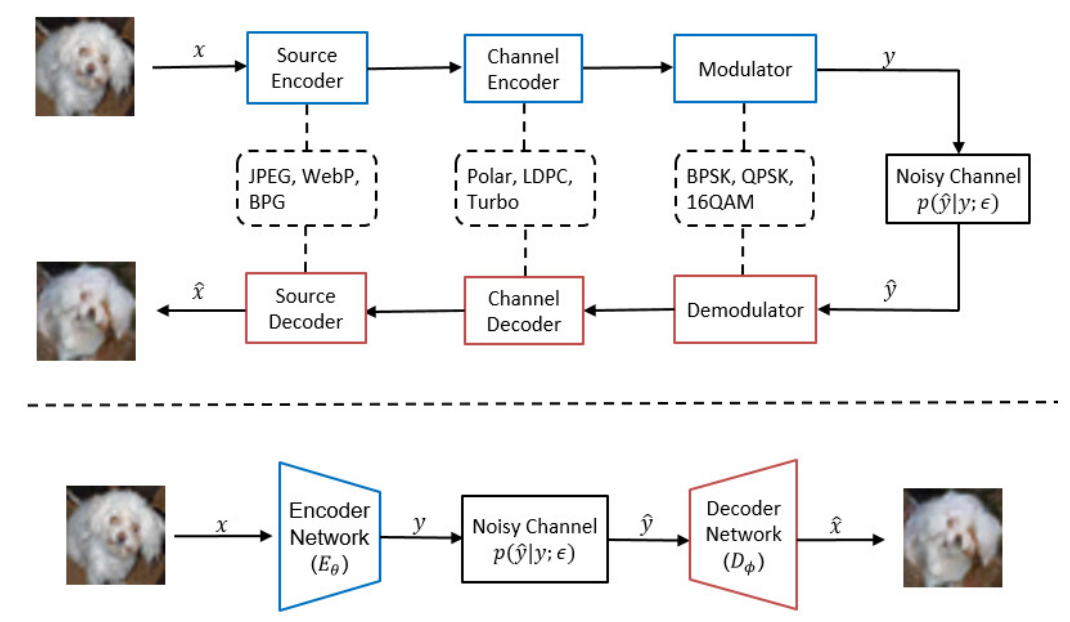 x
Source
Encoder
Channel
Encoder
Modulator
y
JPEG, WebP,
BPG
Polar, LDPC,
Turbo
BPSK, QPSK,
16QAM
Noisy Channel
p(ŷ|y; ϵ)
x̂
Source
Decoder
Channel
Decoder
Demodulator
ŷ
x
Encoder
Network
(E_θ)
y
Noisy Channel
p(ŷ|y; ϵ)
ŷ
Decoder
Network
(D_ϕ)
x̂